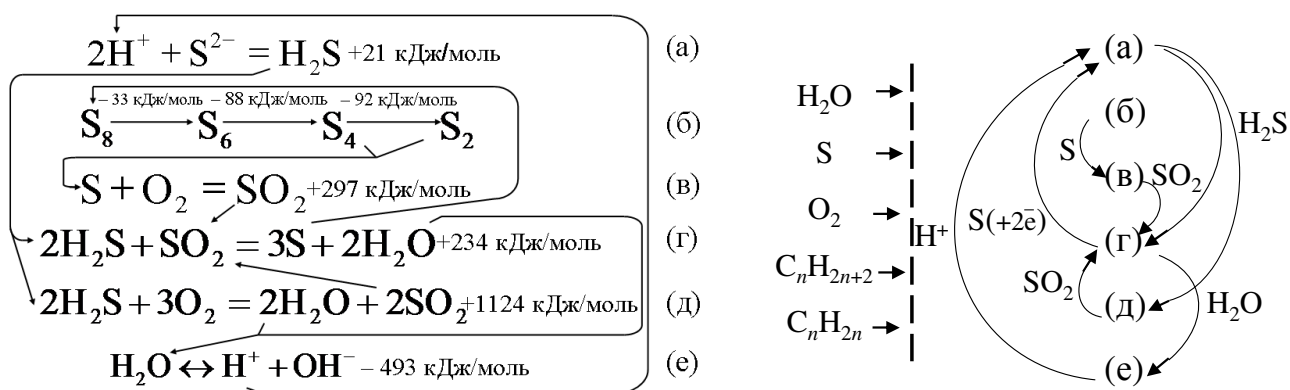 2H⁺ + S²⁻ = H₂S +21 кДж/моль (а)
– 33 кДж/моль – 88 кДж/моль – 92 кДж/моль
S₈ S₆ S₄ S₂ (б)
S + O₂ = SO₂ +297 кДж/моль (в)
2H₂S + SO₂ = 3S + 2H₂O +234 кДж/моль (г)
2H₂S + 3O₂ = 2H₂O + 2SO₂ +1124 кДж/моль (д)
H₂O ↔ H⁺ + OH⁻ – 493 кДж/моль (е)
H₂O
S
O₂
CₙH₂ₙ₊₂
CₙH₂ₙ
(а)
(б)
H₂S
S
(в) SO₂
H⁺ S(+2e̅)
(г)
SO₂ (д) H₂O
(е)